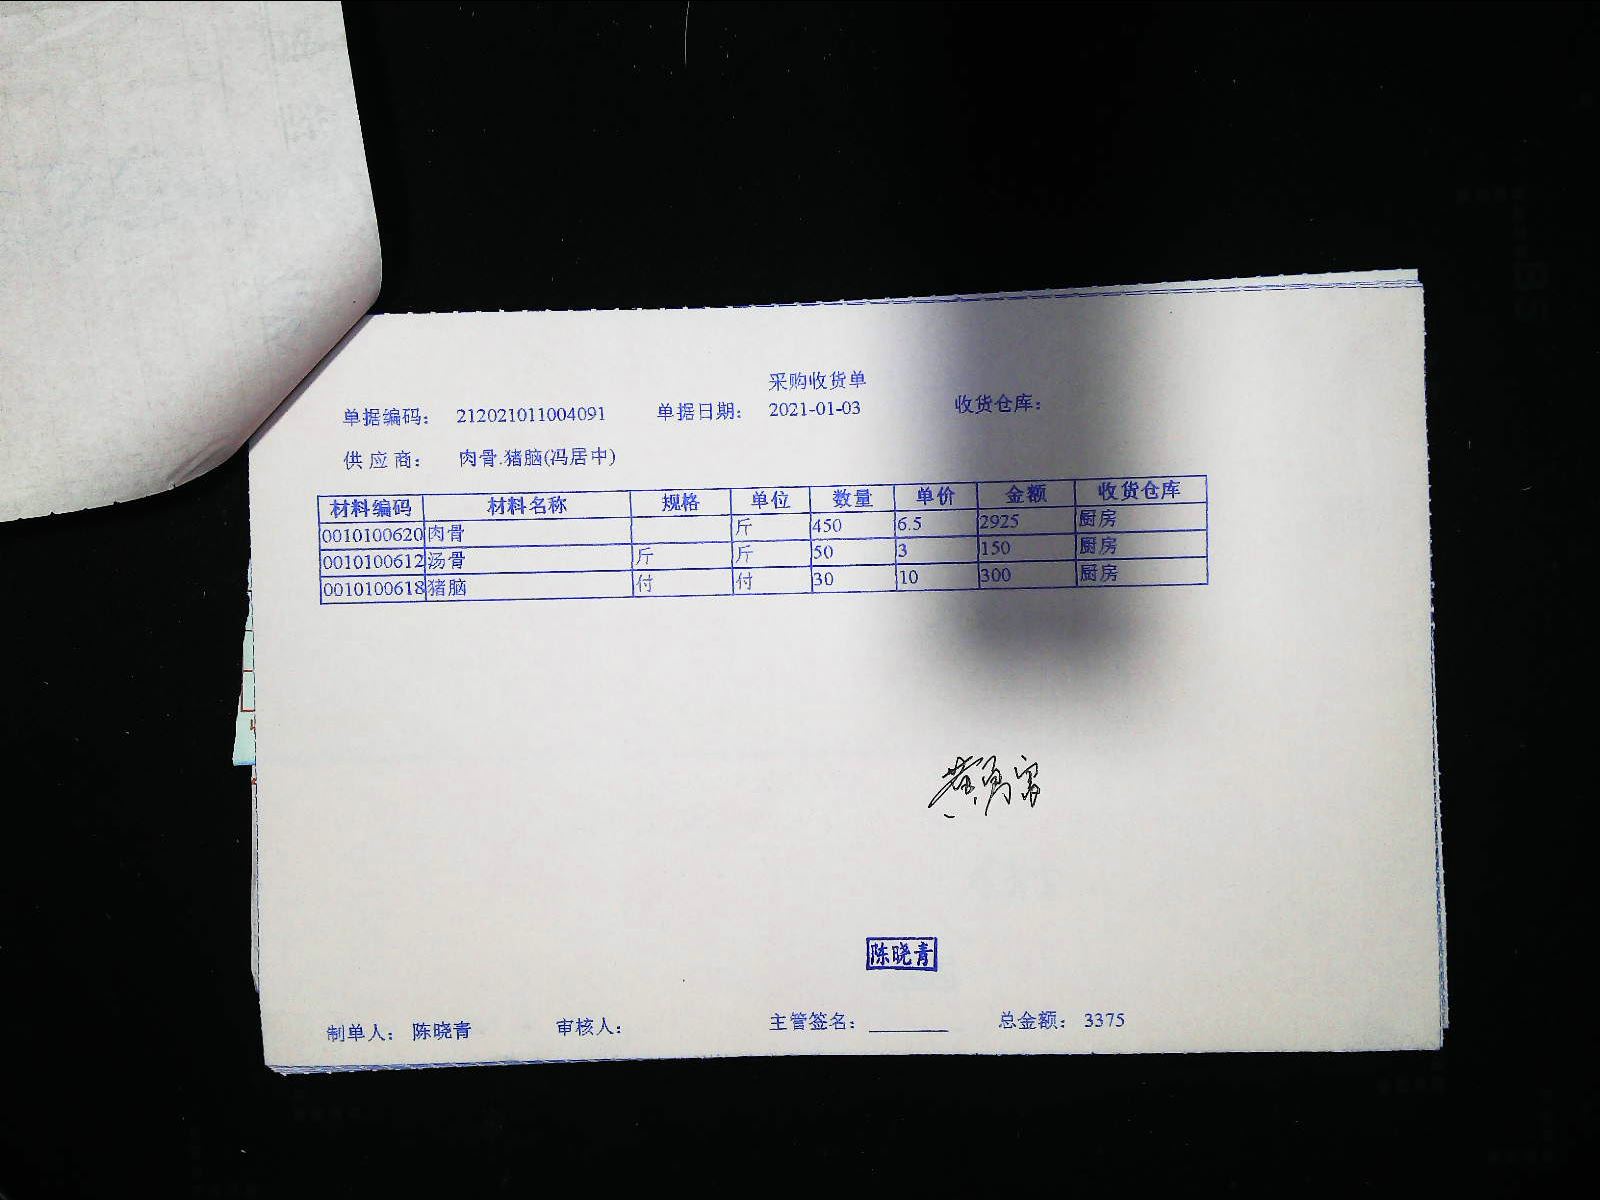 采购收货单
单据编码： 212021011004091 单据日期： 2021-01-03 收货仓库：
供 应 商： 肉骨.猪脑(冯居中)
材料编码 材料名称 规格 单位 数量 单价 金额 收货仓库
0010100620 肉骨 斤 450 6.5 2925 厨房
0010100612 汤骨 斤 斤 50 3 150 厨房
0010100618 猪脑 付 付 30 10 300 厨房
陈晓青
制单人： 陈晓青 审核人： 主管签名：________ 总金额： 3375